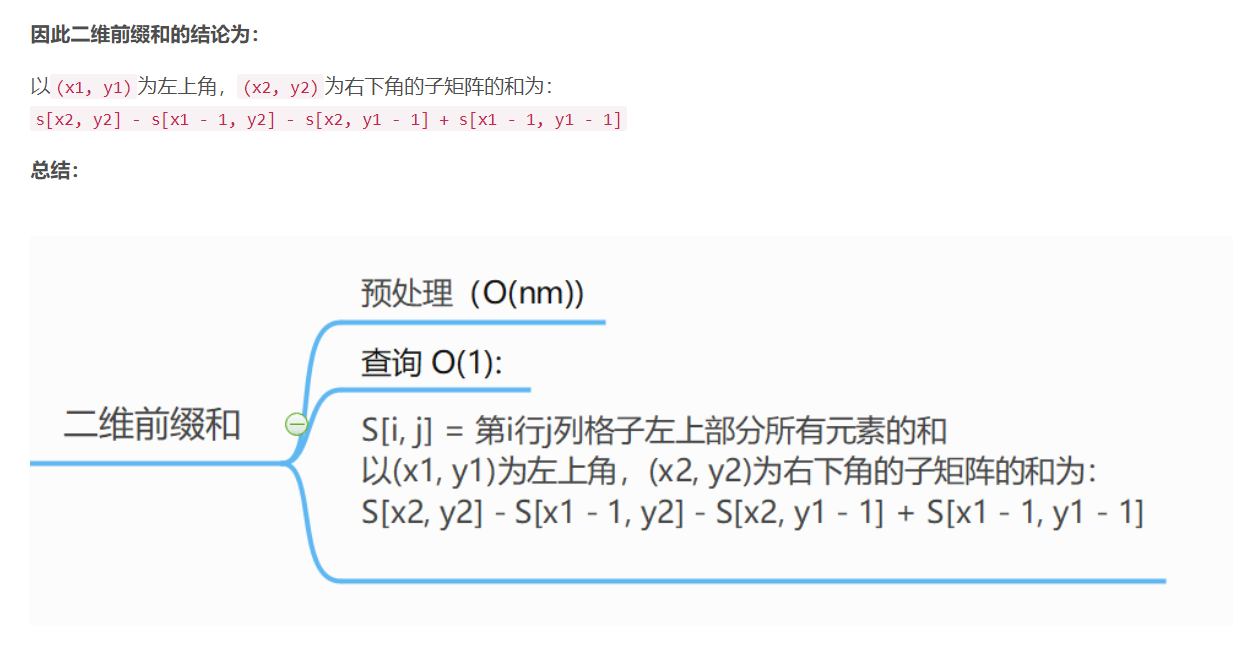 因此二维前缀和的结论为：
以(x1, y1)为左上角，(x2, y2)为右下角的子矩阵的和为：
s[x2, y2] - s[x1 - 1, y2] - s[x2, y1 - 1] + s[x1 - 1, y1 - 1]
总结：
预处理（O(nm)）
查询 O(1):
二维前缀和
S[i, j] = 第i行j列格子左上部分所有元素的和
以(x1, y1)为左上角，(x2, y2)为右下角的子矩阵的和为：
S[x2, y2] - S[x1 - 1, y2] - S[x2, y1 - 1] + S[x1 - 1, y1 - 1]